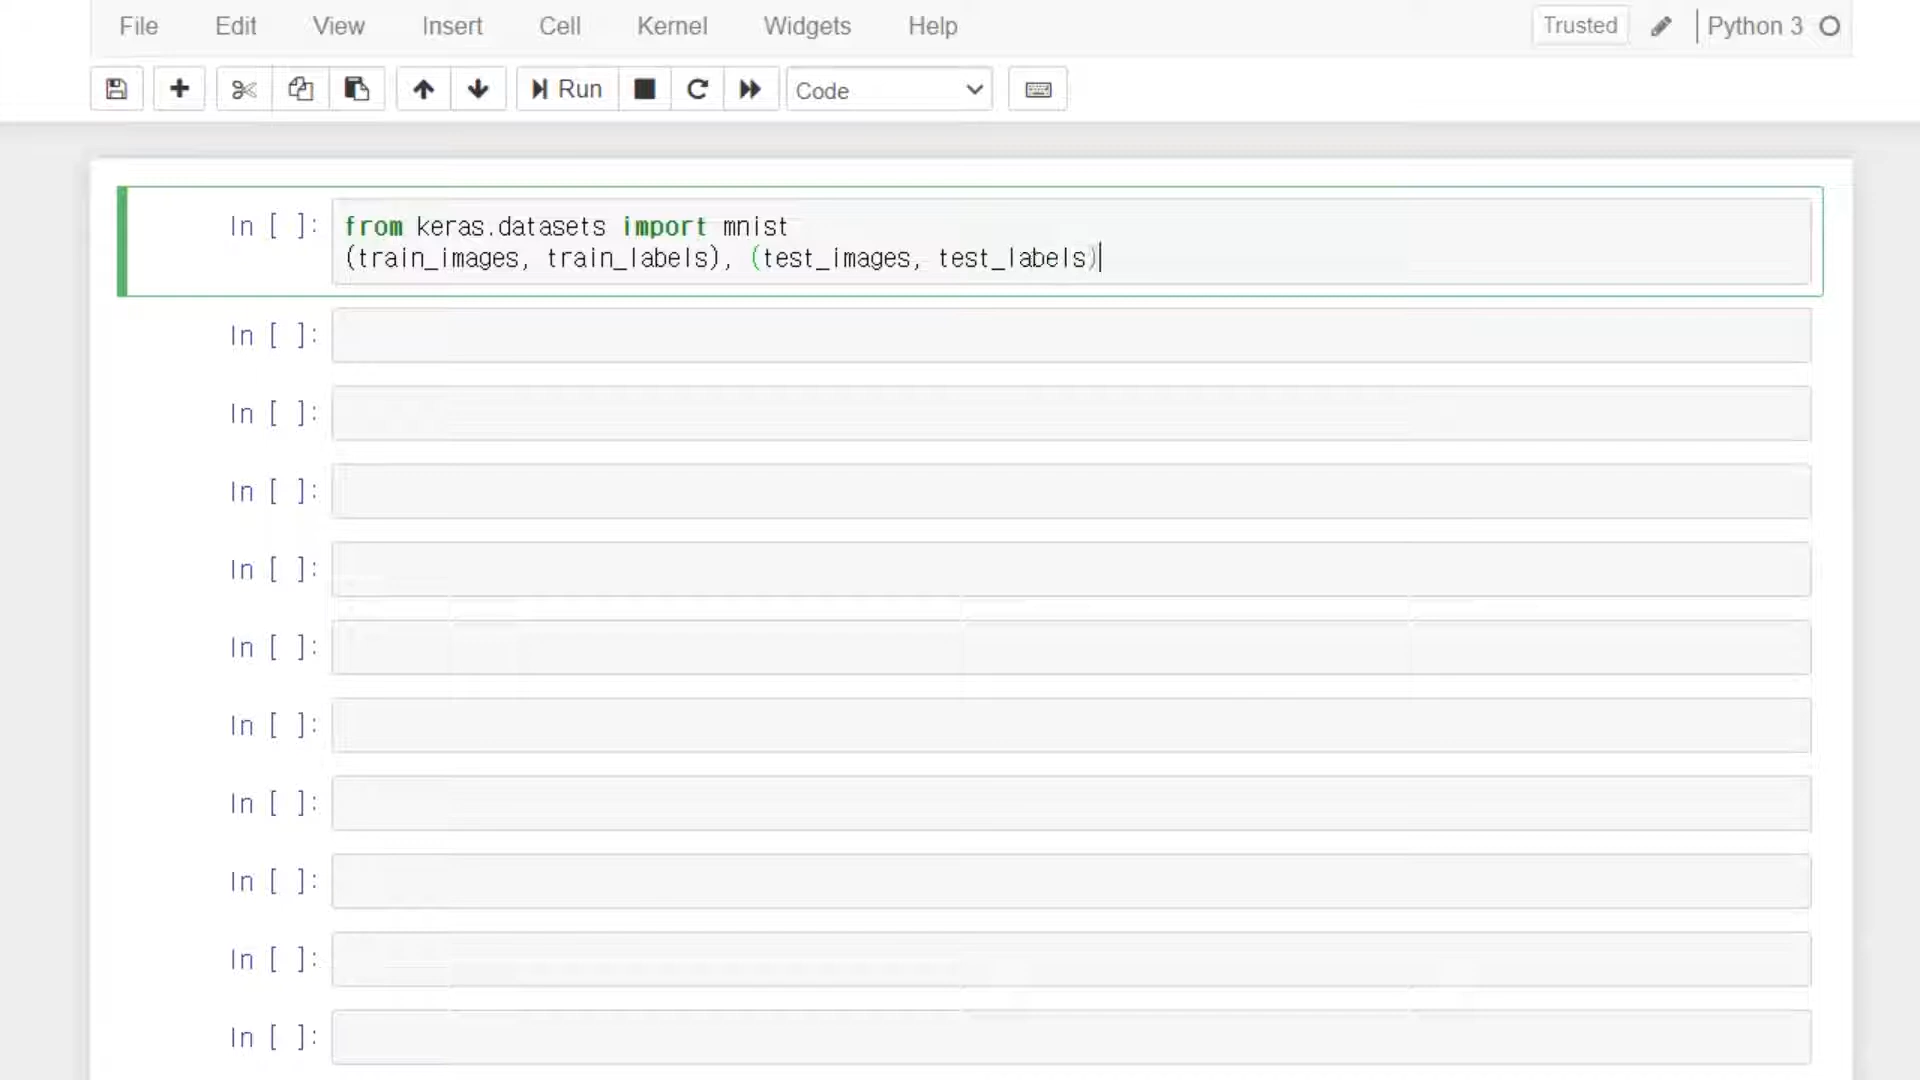 File Edit View Insert Cell Kernel Widgets Help Trusted Python 3
Run Code
In [ ]: from keras.datasets import mnist
(train_images, train_labels), (test_images, test_labels)
In [ ]:
In [ ]:
In [ ]:
In [ ]:
In [ ]:
In [ ]:
In [ ]:
In [ ]:
In [ ]:
In [ ]: